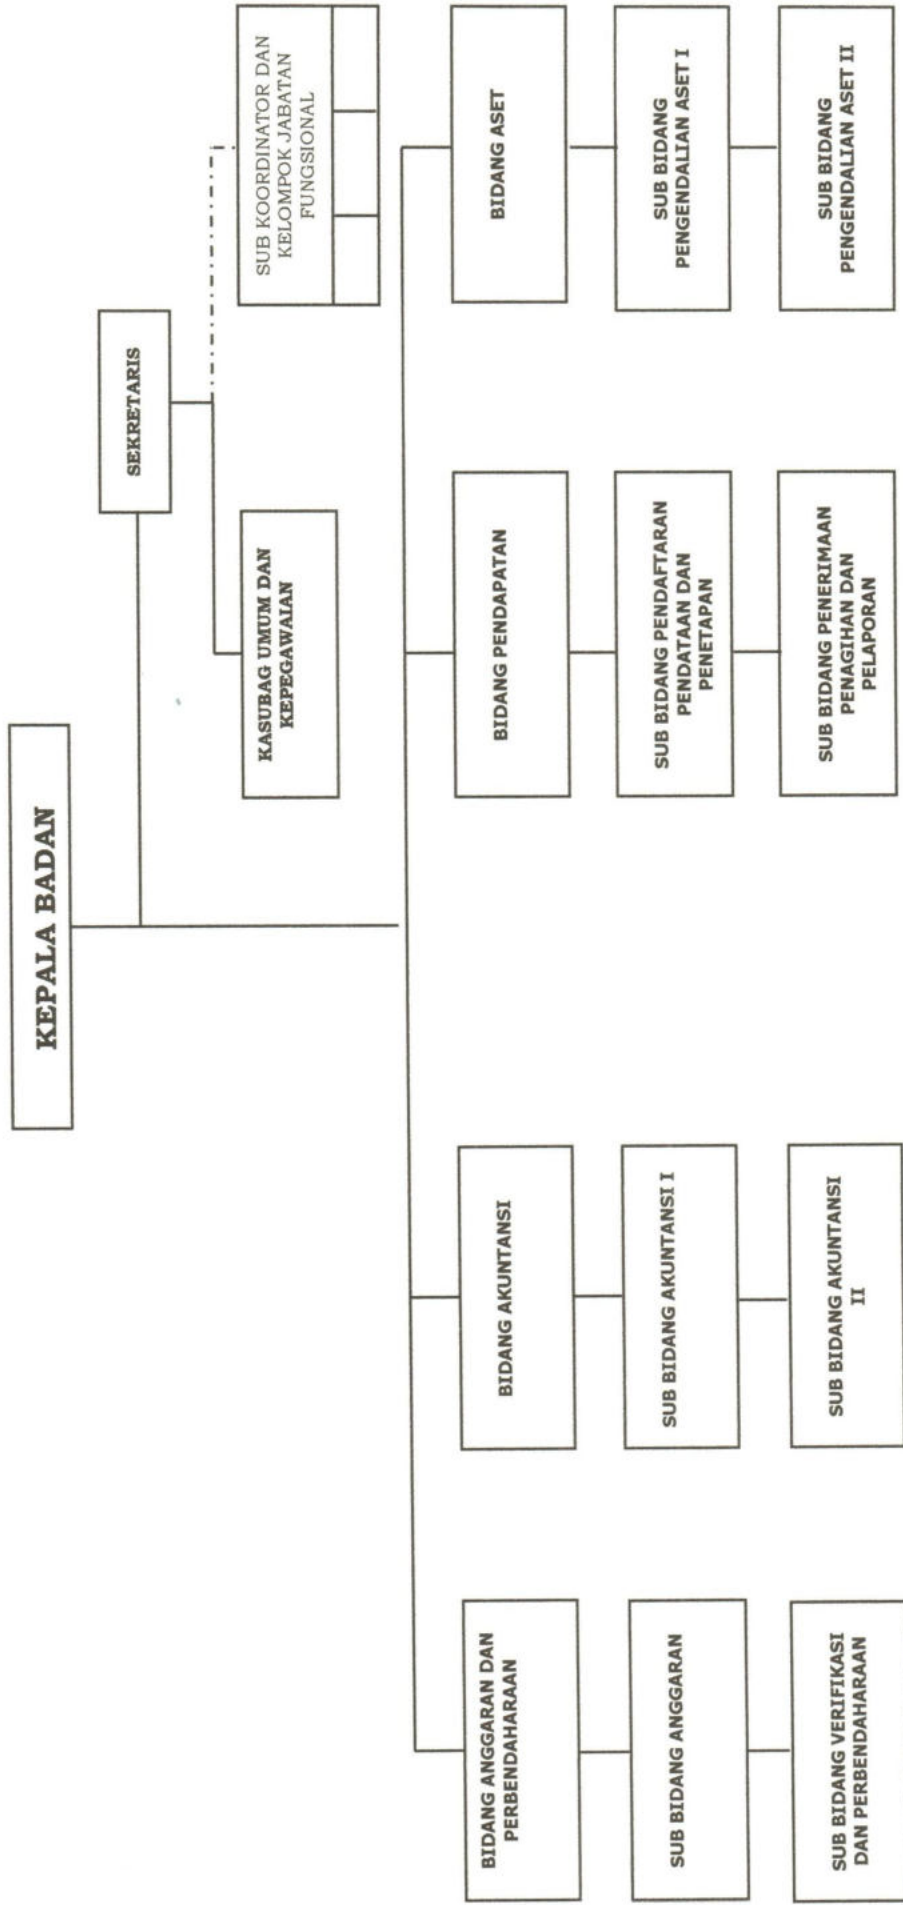 KEPALA BADAN
SEKRETARIS
KASUBAG UMUM DAN
KEPEGAWAIAN
SUB KOORDINATOR DAN
KELOMPOK JABATAN
FUNGSIONAL
BIDANG ANGGARAN DAN
PERBENDAHARAAN
BIDANG AKUNTANSI
BIDANG PENDAPATAN
BIDANG ASET
SUB BIDANG ANGGARAN
SUB BIDANG AKUNTANSI I
SUB BIDANG PENDAFTARAN
PENDATAAN DAN
PENETAPAN
SUB BIDANG
PENGENDALIAN ASET I
SUB BIDANG VERIFIKASI
DAN PERBENDAHARAAN
SUB BIDANG AKUNTANSI
II
SUB BIDANG PENERIMAAN
PENAGIHAN DAN
PELAPORAN
SUB BIDANG
PENGENDALIAN ASET II